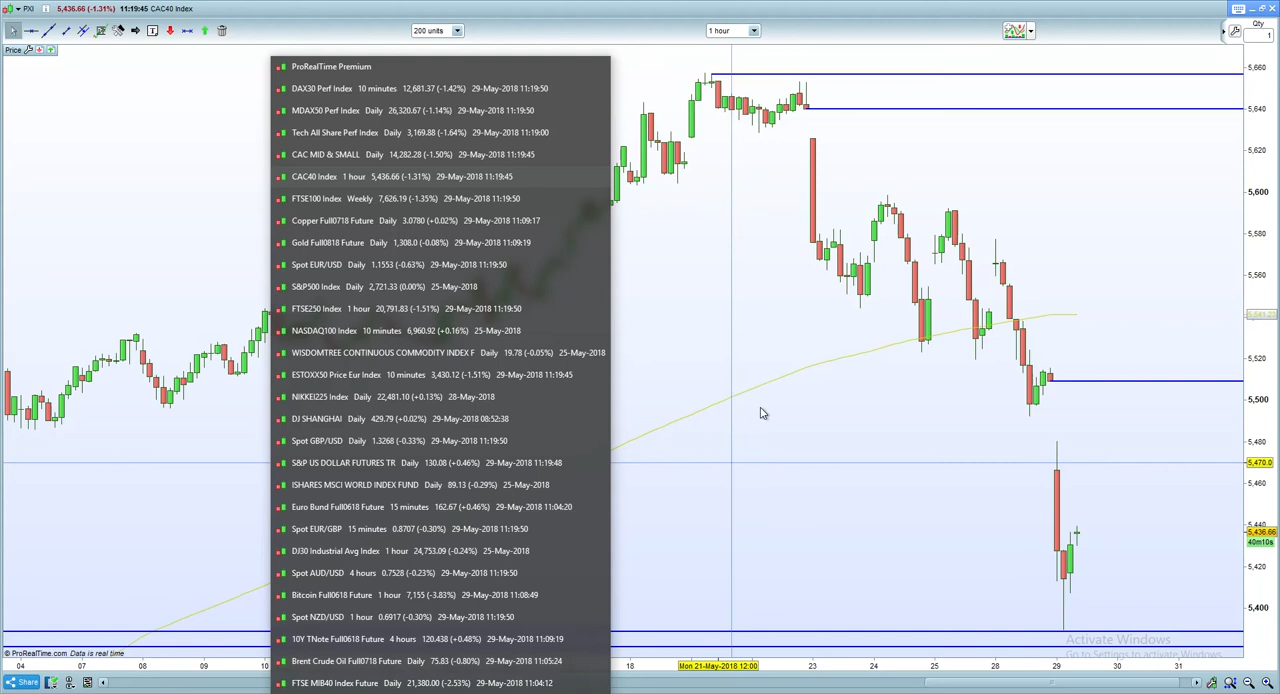 PXI 5,436.66 (-1.31%) 11:19:45 CAC40 Index
200 units
1 hour
Qty
1
Price
ProRealTime Premium
DAX30 Perf Index 10 minutes 12,681.37 (-1.42%) 29-May-2018 11:19:50
MDAX50 Perf Index Daily 26,320.67 (-1.14%) 29-May-2018 11:19:50
Tech All Share Perf Index Daily 3,169.88 (-1.64%) 29-May-2018 11:19:00
CAC MID & SMALL Daily 14,282.28 (-1.50%) 29-May-2018 11:19:45
CAC40 Index 1 hour 5,436.66 (-1.31%) 29-May-2018 11:19:45
FTSE100 Index Weekly 7,626.19 (-1.35%) 29-May-2018 11:19:50
Copper Full0718 Future Daily 3.0780 (+0.02%) 29-May-2018 11:09:17
Gold Full0818 Future Daily 1,308.0 (-0.08%) 29-May-2018 11:09:19
Spot EUR/USD Daily 1.1553 (-0.63%) 29-May-2018 11:19:50
S&P500 Index Daily 2,721.33 (0.00%) 25-May-2018
FTSE250 Index 1 hour 20,791.83 (-1.51%) 29-May-2018 11:19:50
NASDAQ100 Index 10 minutes 6,960.92 (+0.16%) 25-May-2018
WISDOMTREE CONTINUOUS COMMODITY INDEX F Daily 19.78 (-0.05%) 25-May-2018
ESTOXX50 Price Eur Index 10 minutes 3,430.12 (-1.51%) 29-May-2018 11:19:45
NIKKEI225 Index Daily 22,481.10 (+0.13%) 28-May-2018
DJ SHANGHAI Daily 429.79 (+0.02%) 29-May-2018 08:52:38
Spot GBP/USD Daily 1.3268 (-0.33%) 29-May-2018 11:19:50
S&P US DOLLAR FUTURES TR Daily 130.08 (+0.46%) 29-May-2018 11:19:48
ISHARES MSCI WORLD INDEX FUND Daily 89.13 (-0.29%) 25-May-2018
Euro Bund Full0618 Future 15 minutes 162.67 (+0.46%) 29-May-2018 11:04:20
Spot EUR/GBP 15 minutes 0.8707 (-0.30%) 29-May-2018 11:19:50
DJ30 Industrial Avg Index 1 hour 24,753.09 (-0.24%) 25-May-2018
Spot AUD/USD 4 hours 0.7528 (-0.23%) 29-May-2018 11:19:50
Bitcoin Full0618 Future 1 hour 7,155 (-3.83%) 29-May-2018 11:08:49
Spot NZD/USD 1 hour 0.6917 (-0.30%) 29-May-2018 11:19:50
10Y TNote Full0618 Future 4 hours 120.438 (+0.48%) 29-May-2018 11:09:19
Brent Crude Oil Full0718 Future Daily 75.83 (-0.80%) 29-May-2018 11:05:24
FTSE MIB40 Index Future Daily 21,380.00 (-2.53%) 29-May-2018 11:04:12
5,660
5,640
5,620
5,600
5,580
5,560
5,541.23
5,520
5,500
5,480
5,470.0
5,460
5,440
5,436.66
40m10s
5,420
5,400
Activate Windows
Go to Settings to activate Windows.
© ProRealTime.com Data is real time
04 07 08 09 10 18 Mon 21-May-2018 12:00 23 24 25 28 29 30 31
Share